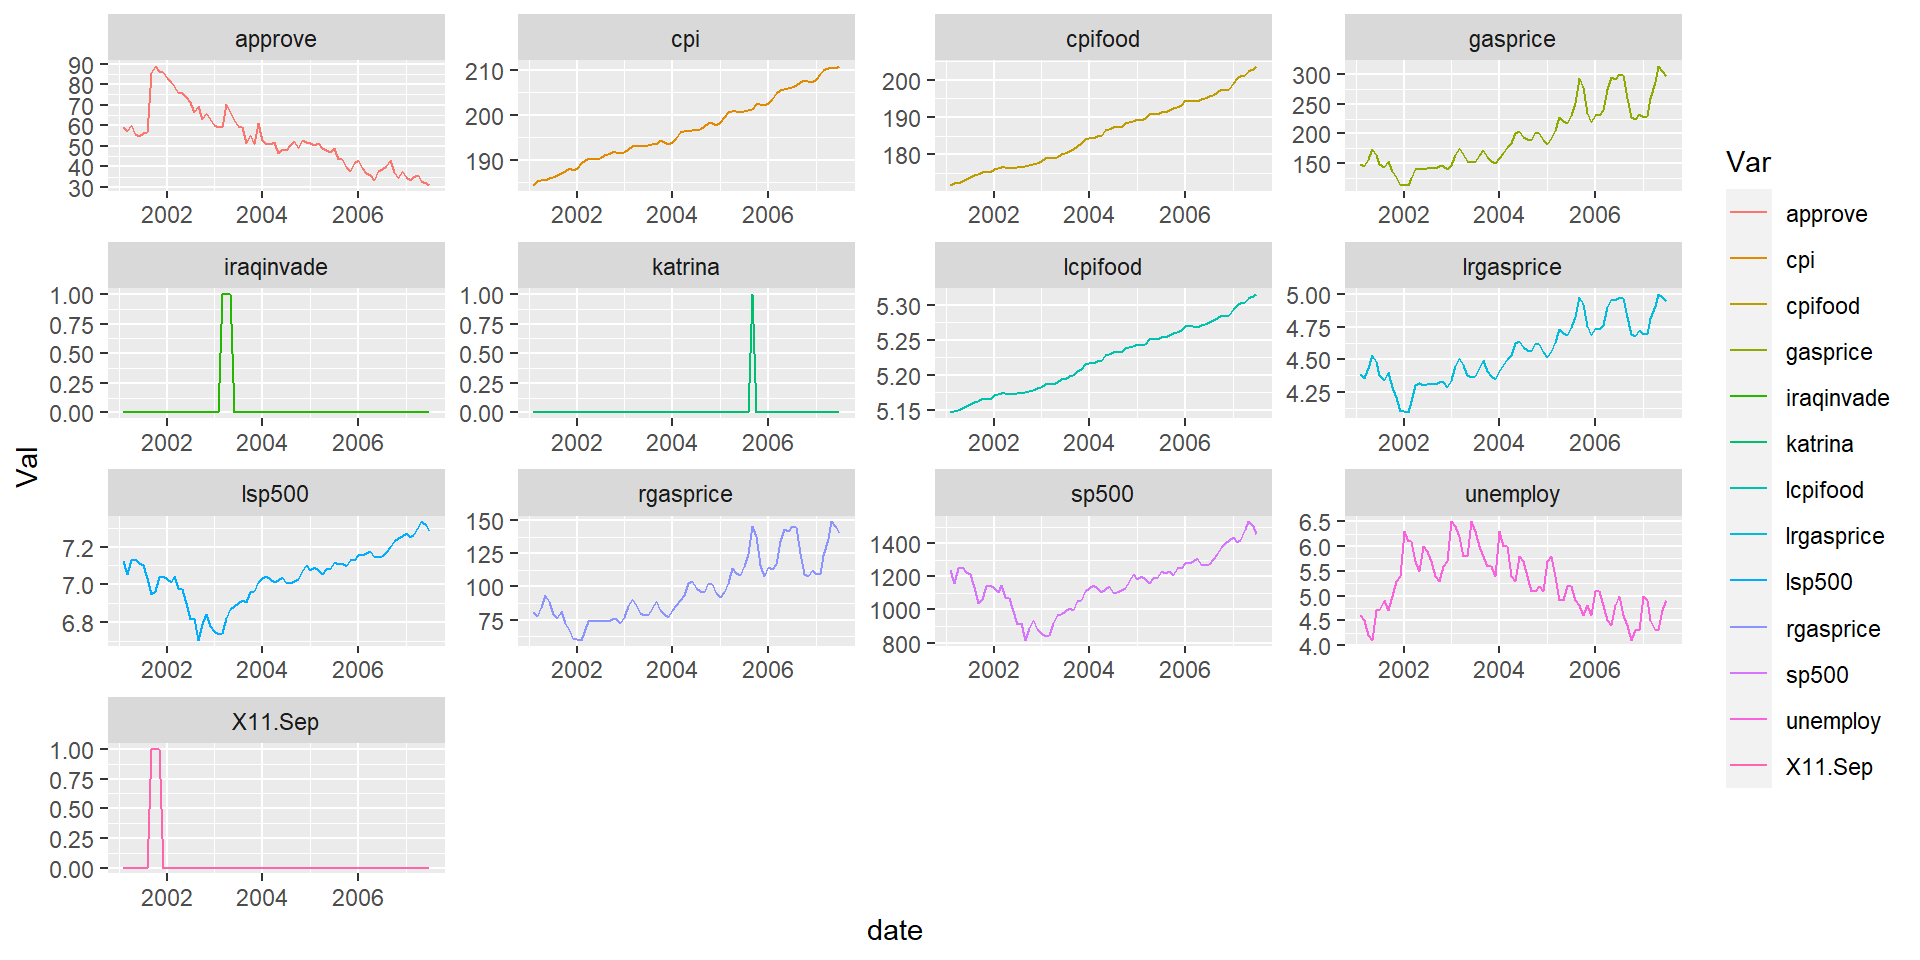 approve cpi cpifood gasprice
90 80 70 60 50 40 30
210 200 190
200 190 180
300 250 200 150
2002 2004 2006 2002 2004 2006 2002 2004 2006 2002 2004 2006
iraqinvade katrina lcpifood lrgasprice
1.00 0.75 0.50 0.25 0.00
1.00 0.75 0.50 0.25 0.00
5.30 5.25 5.20 5.15
5.00 4.75 4.50 4.25
2002 2004 2006 2002 2004 2006 2002 2004 2006 2002 2004 2006
Val
lsp500 rgasprice sp500 unemploy
7.2 7.0 6.8
150 125 100 75
1400 1200 1000 800
6.5 6.0 5.5 5.0 4.5 4.0
2002 2004 2006 2002 2004 2006 2002 2004 2006 2002 2004 2006
X11.Sep
1.00 0.75 0.50 0.25 0.00
2002 2004 2006
date
Var
approve
cpi
cpifood
gasprice
iraqinvade
katrina
lcpifood
lrgasprice
lsp500
rgasprice
sp500
unemploy
X11.Sep